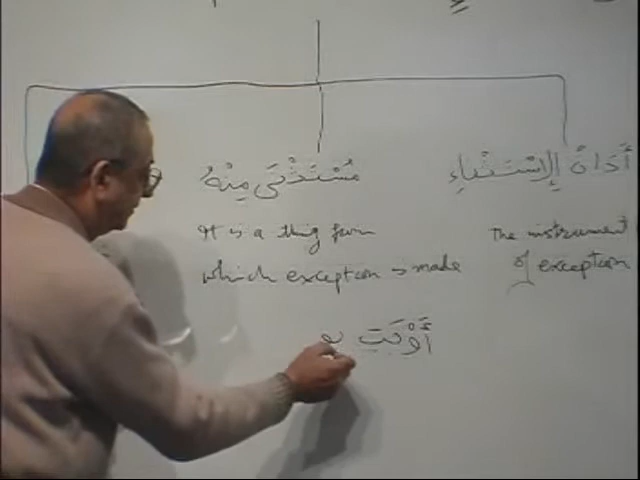 أَدَاةُ الإِسْتِثْنَاءِ
The instrument
of exception
مُسْتَثْنَى مِنْهُ
It is a thing from
which exception is made